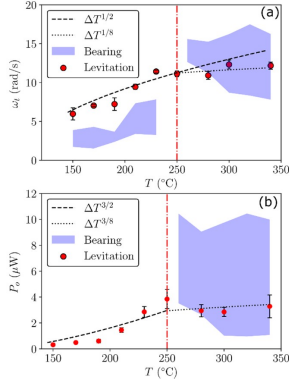 (a)
ΔT^{1/2}
ΔT^{1/8}
Bearing
Levitation
20
15
10
5
0
ω_t (rad/s)
150 200 250 300 350
T (°C)
(b)
ΔT^{3/2}
ΔT^{3/8}
Bearing
Levitation
12
10
8
6
4
2
0
P_o (μW)
150 200 250 300 350
T (°C)